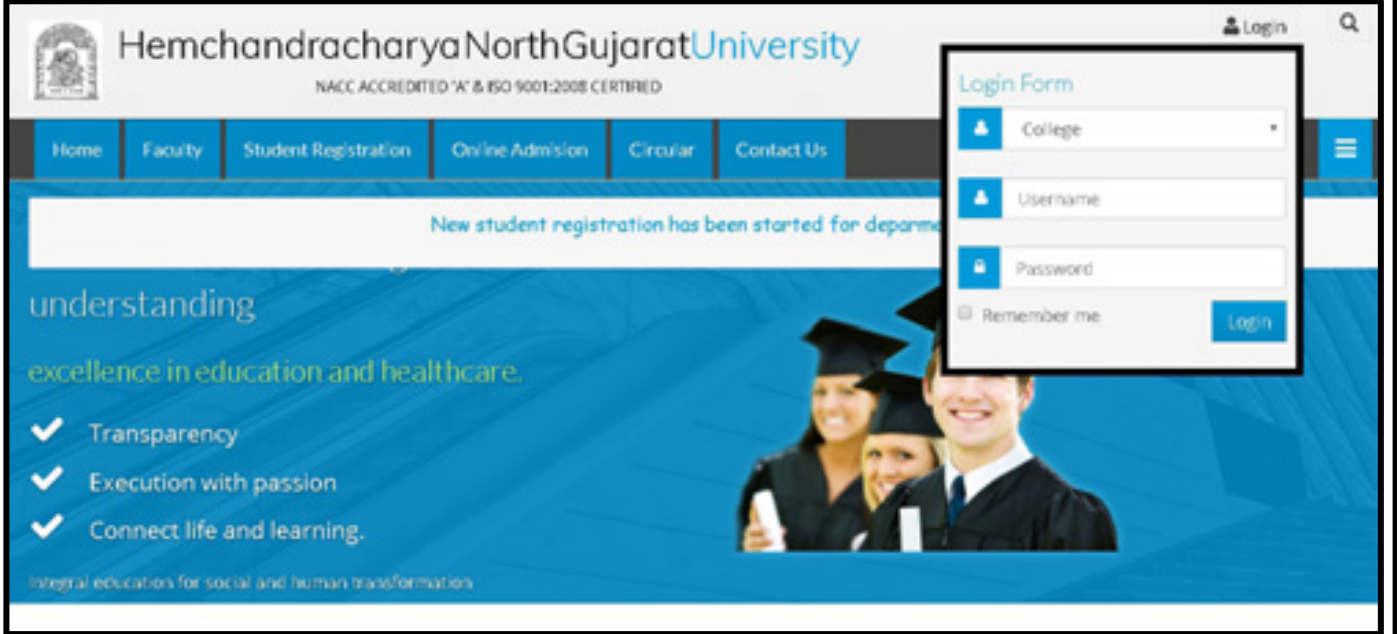 Login
HemchandracharyaNorthGujaratUniversity
NACC ACCREDITED "A" & ISO 9001:2008 CERTIFIED
Home Faculty Student Registration Online Admision Circular Contact Us
Login Form
College
Username
Password
Remember me
Login
New student registration has been started for deparme
understanding
excellence in education and healthcare.
Transparency
Execution with passion
Connect life and learning.
Integral education for social and human transformation